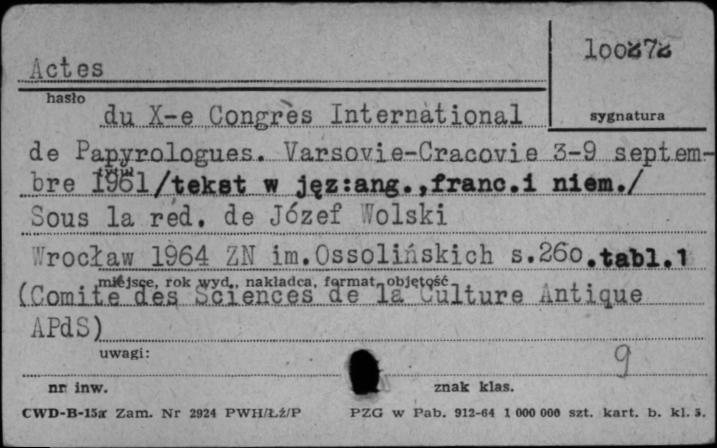 Actes
100878
hasło
du X-e Congrès International
sygnatura
de Papyrologues. Varsovie-Cracovie 3-9 septem-
bre 1961/tekst w jęz:ang.,franc.i niem./
Sous la red. de Józef Wolski
Wrocław 1964 ZN im.Ossolińskich s.260.tabl.1
miejsce, rok wyd., nakładca, format, objętość
(Comité des Sciences de la Culture Antique
APdS)
uwagi:
9
nr inw.
znak klas.
CWD-B-15a Zam. Nr 2924 PWH/Łź/P
PZG w Pab. 912-64 1 000 000 szt. kart. b. kl. 5.